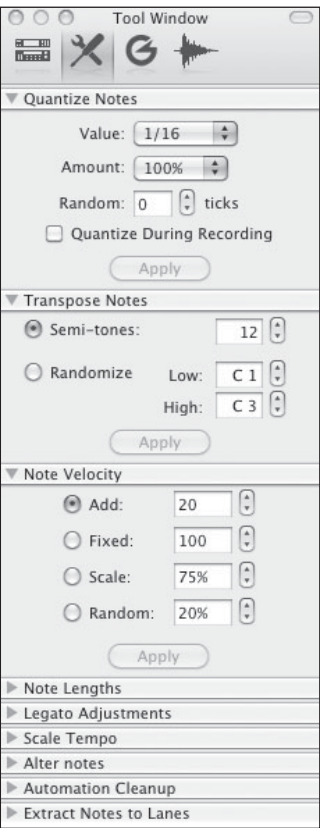 Tool Window
Quantize Notes
Value: 1/16
Amount: 100%
Random: 0 ticks
Quantize During Recording
Apply
Transpose Notes
Semi-tones: 12
Randomize Low: C 1
High: C 3
Apply
Note Velocity
Add: 20
Fixed: 100
Scale: 75%
Random: 20%
Apply
Note Lengths
Legato Adjustments
Scale Tempo
Alter notes
Automation Cleanup
Extract Notes to Lanes